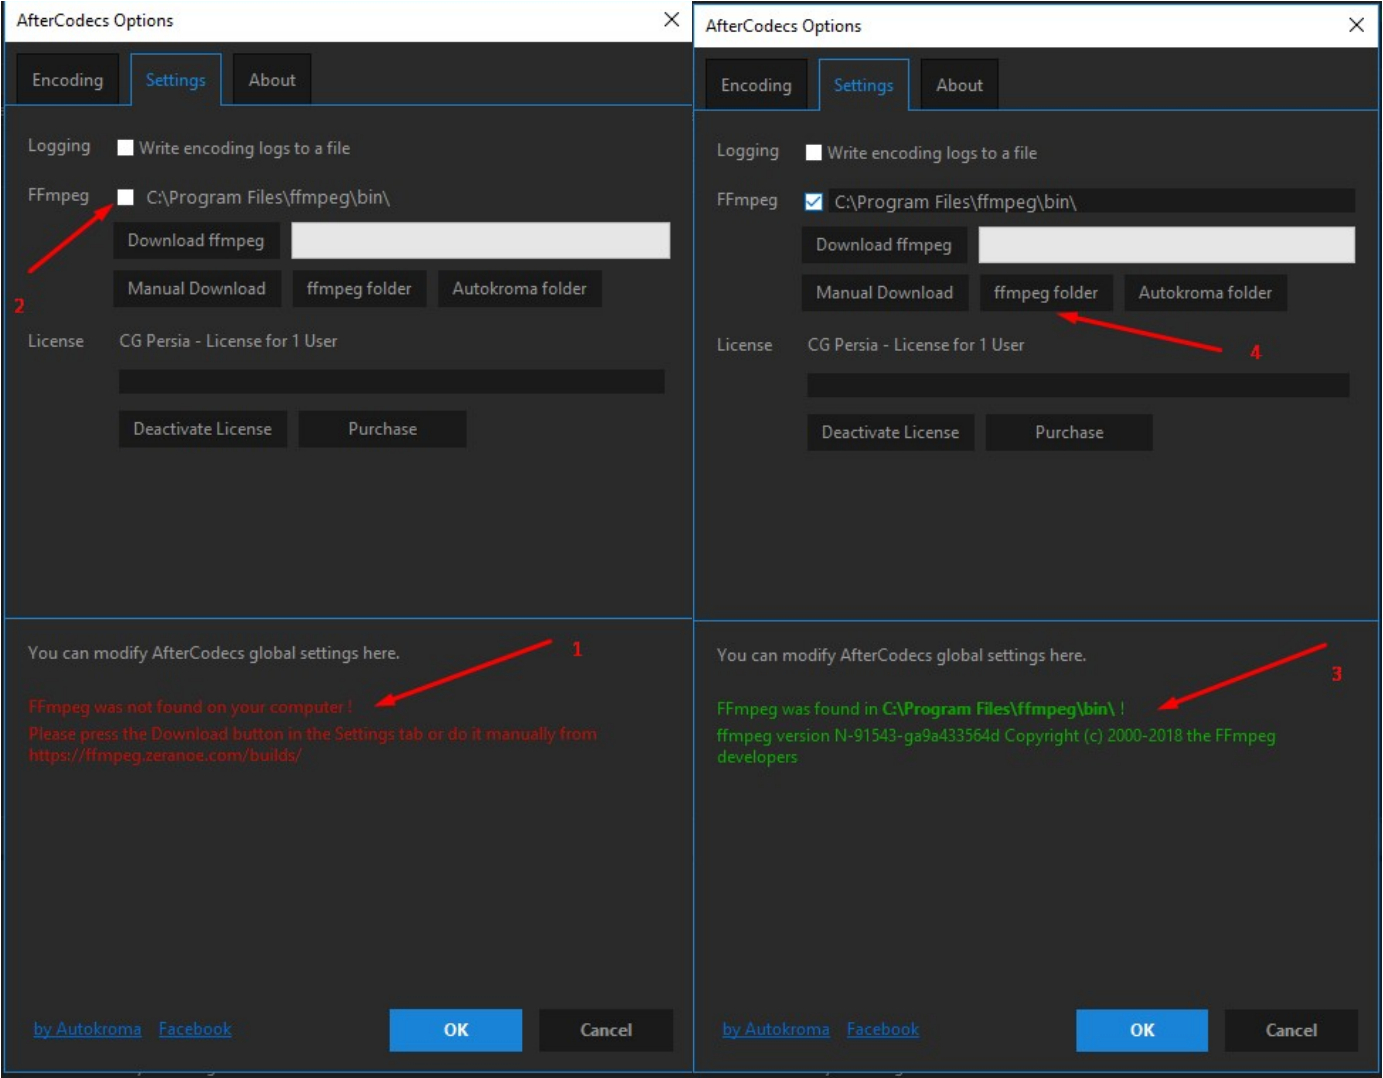 AfterCodecs Options
Encoding
Settings
About
Logging
Write encoding logs to a file
FFmpeg
C:\Program Files\ffmpeg\bin\
Download ffmpeg
2
Manual Download
ffmpeg folder
Autokroma folder
License
CG Persia - License for 1 User
Deactivate License
Purchase
You can modify AfterCodecs global settings here.
1
FFmpeg was not found on your computer !
Please press the Download button in the Settings tab or do it manually from
https://ffmpeg.zeranoe.com/builds/
by Autokroma
Facebook
OK
Cancel
AfterCodecs Options
Encoding
Settings
About
Logging
Write encoding logs to a file
FFmpeg
C:\Program Files\ffmpeg\bin\
Download ffmpeg
Manual Download
ffmpeg folder
Autokroma folder
License
CG Persia - License for 1 User
4
Deactivate License
Purchase
You can modify AfterCodecs global settings here.
3
FFmpeg was found in C:\Program Files\ffmpeg\bin\ !
ffmpeg version N-91543-ga9a433564d Copyright (c) 2000-2018 the FFmpeg
developers
by Autokroma
Facebook
OK
Cancel